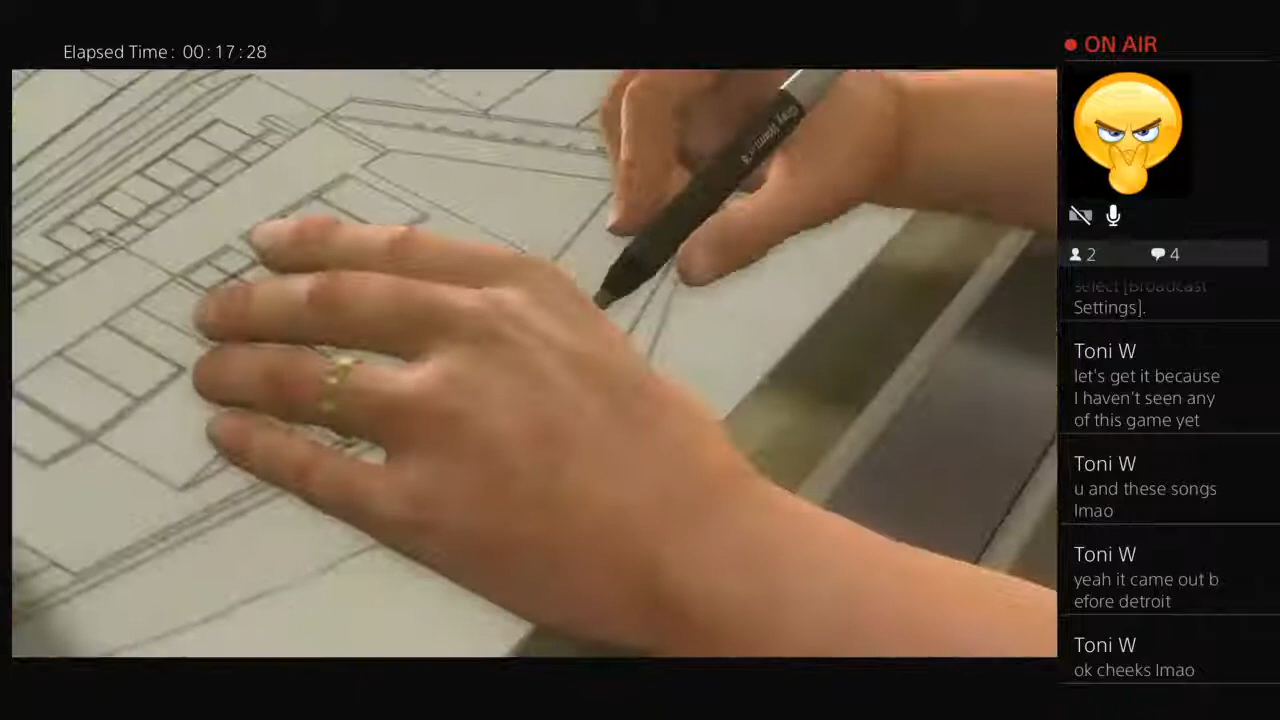 Elapsed Time: 00:17:28
ON AIR
2
4
select [Broadcast
Settings].
Toni W
let's get it because
I haven't seen any
of this game yet
Toni W
u and these songs
lmao
Toni W
yeah it came out b
efore detroit
Toni W
ok cheeks lmao